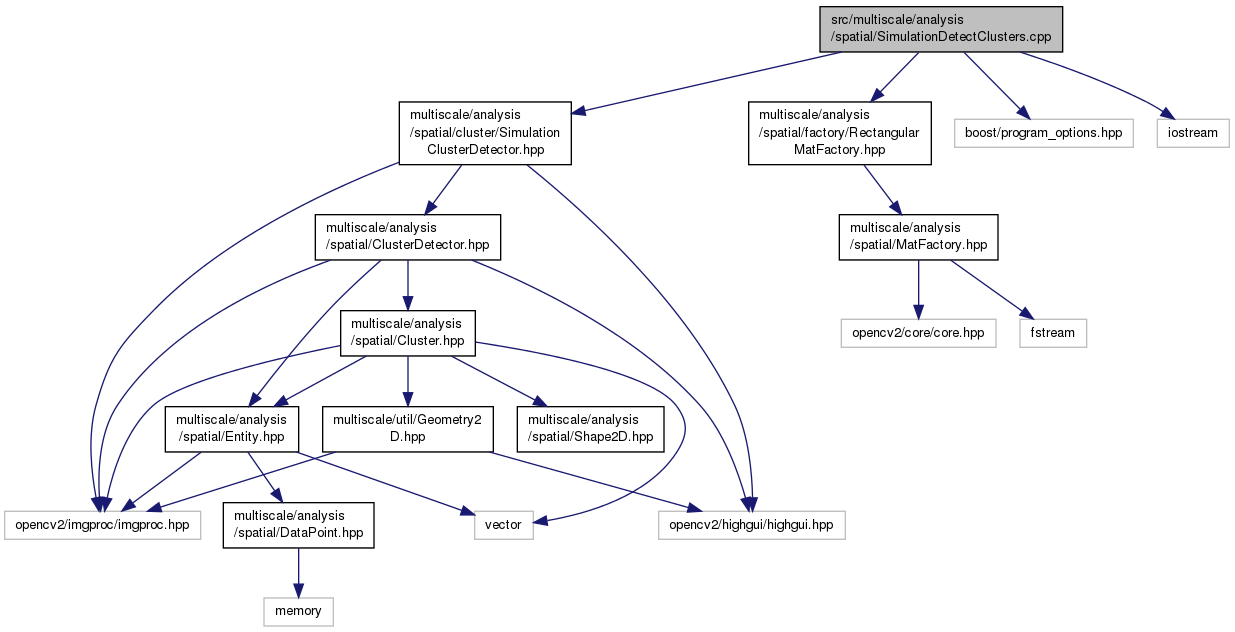 src/multiscale/analysis
/spatial/SimulationDetectClusters.cpp
multiscale/analysis
/spatial/cluster/Simulation
ClusterDetector.hpp
multiscale/analysis
/spatial/factory/Rectangular
MatFactory.hpp
boost/program_options.hpp
iostream
multiscale/analysis
/spatial/ClusterDetector.hpp
multiscale/analysis
/spatial/MatFactory.hpp
multiscale/analysis
/spatial/Cluster.hpp
opencv2/core/core.hpp
fstream
multiscale/analysis
/spatial/Entity.hpp
multiscale/util/Geometry2
D.hpp
multiscale/analysis
/spatial/Shape2D.hpp
opencv2/imgproc/imgproc.hpp
multiscale/analysis
/spatial/DataPoint.hpp
vector
opencv2/highgui/highgui.hpp
memory